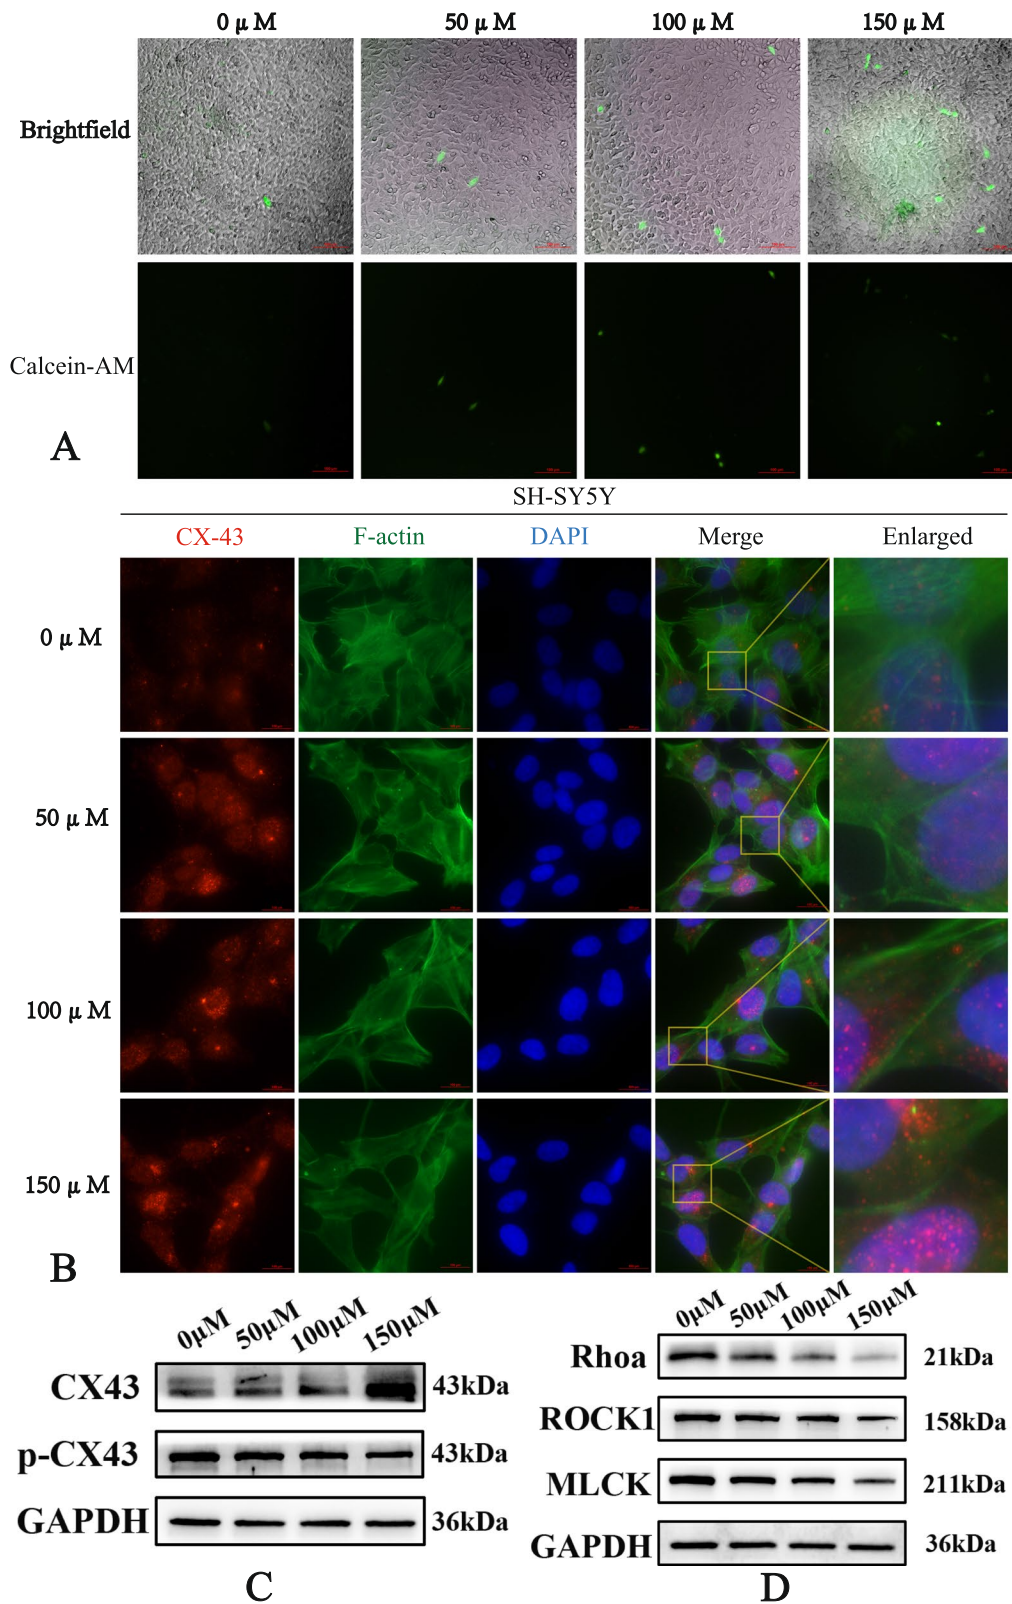 0 μ M 50 μ M 100 μ M 150 μ M
Brightfield
Calcein-AM
A
SH-SY5Y
CX-43 F-actin DAPI Merge Enlarged
0 μ M
50 μ M
100 μ M
150 μ M
B
0μM 50μM 100μM 150μM
CX43 43kDa
p-CX43 43kDa
GAPDH 36kDa
C
0μM 50μM 100μM 150μM
Rhoa 21kDa
ROCK1 158kDa
MLCK 211kDa
GAPDH 36kDa
D